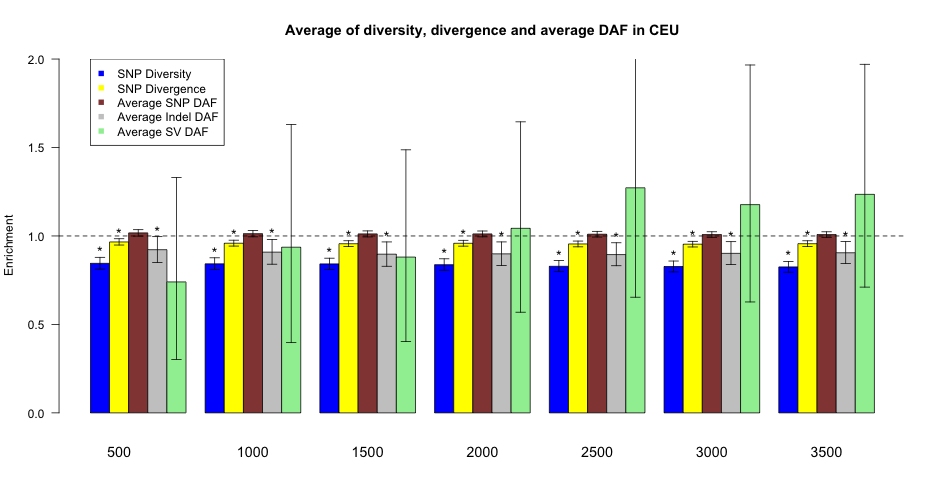 Average of diversity, divergence and average DAF in CEU
Enrichment
2.0
1.5
1.0
0.5
0.0
SNP Diversity
SNP Divergence
Average SNP DAF
Average Indel DAF
Average SV DAF
* * * * * * * * * * * * * * * * * * * * *
500 1000 1500 2000 2500 3000 3500